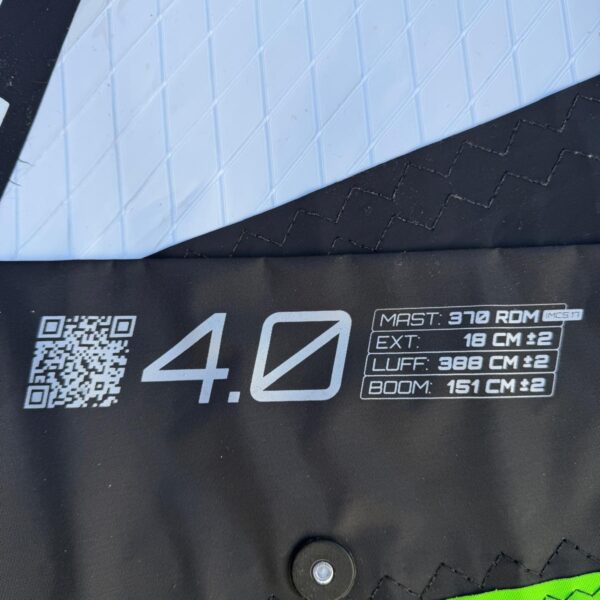 4.0
MAST: 370 RDM IMCS 17
EXT: 18 CM ±2
LUFF: 388 CM ±2
BOOM: 151 CM ±2